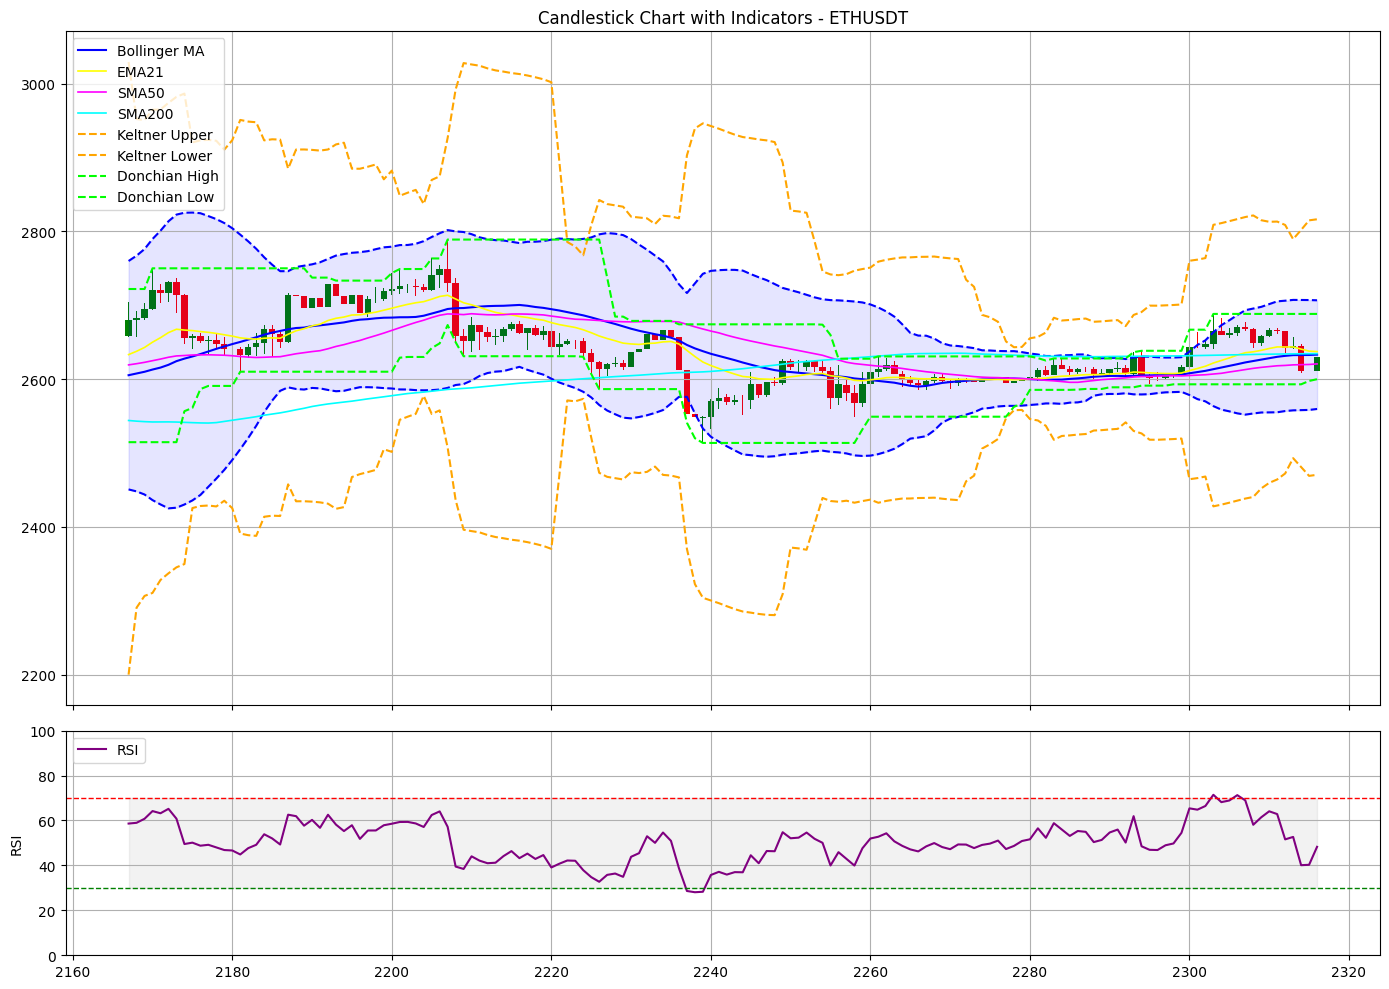 Candlestick Chart with Indicators - ETHUSDT
Bollinger MA
EMA21
SMA50
SMA200
Keltner Upper
Keltner Lower
Donchian High
Donchian Low
3000
2800
2600
2400
2200
RSI
100
80
60
40
20
0
RSI
2160
2180
2200
2220
2240
2260
2280
2300
2320